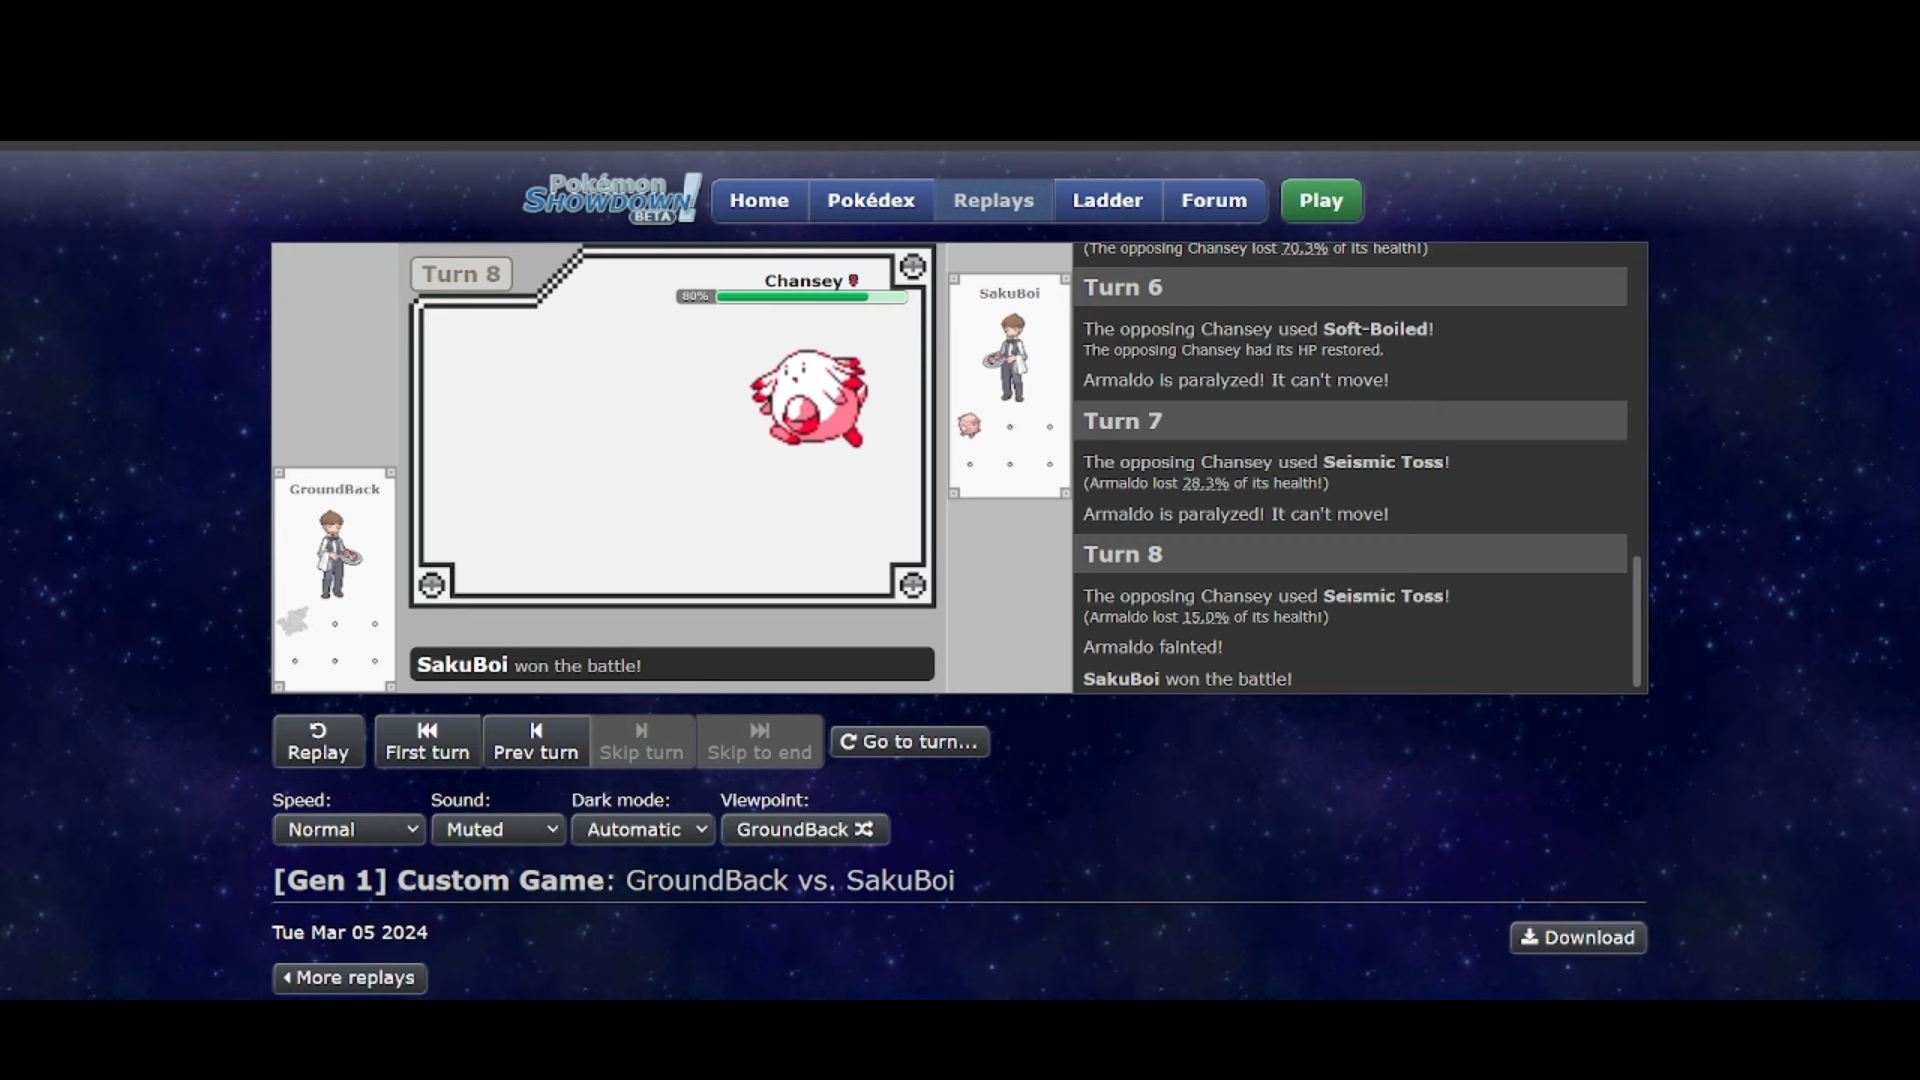 Pokémon
SHOWDOWN!
BETA
Home
Pokédex
Replays
Ladder
Forum
Play
Turn 8
Chansey
80%
GroundBack
SakuBoi
SakuBoi won the battle!
(The opposing Chansey lost 70.3% of its health!)
Turn 6
The opposing Chansey used Soft-Boiled!
The opposing Chansey had its HP restored.
Armaldo is paralyzed! It can't move!
Turn 7
The opposing Chansey used Seismic Toss!
(Armaldo lost 28.3% of its health!)
Armaldo is paralyzed! It can't move!
Turn 8
The opposing Chansey used Seismic Toss!
(Armaldo lost 15.0% of its health!)
Armaldo fainted!
SakuBoi won the battle!
Replay
First turn
Prev turn
Skip turn
Skip to end
Go to turn...
Speed:
Sound:
Dark mode:
Viewpoint:
Normal
Muted
Automatic
GroundBack
[Gen 1] Custom Game: GroundBack vs. SakuBoi
Tue Mar 05 2024
Download
More replays